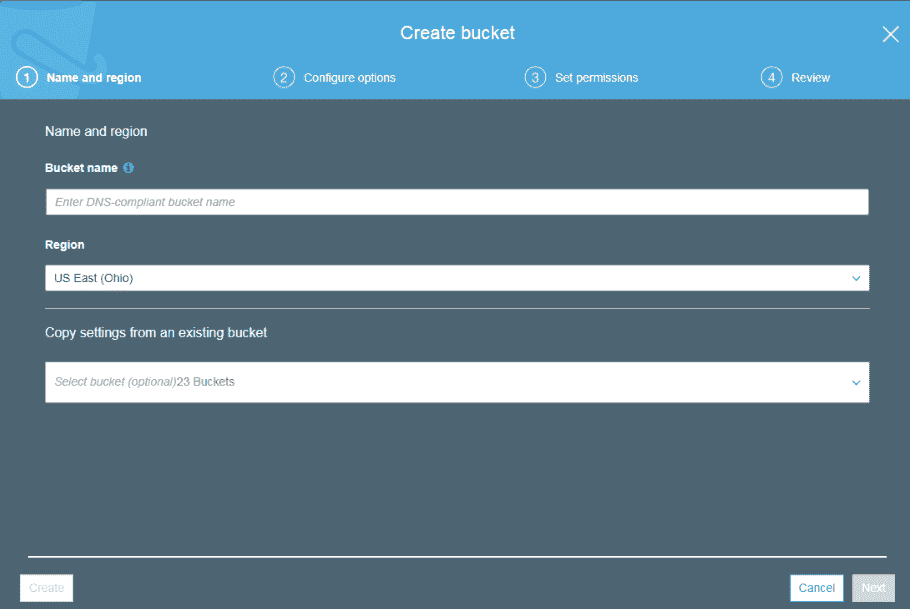 Create bucket
1 Name and region
2 Configure options
3 Set permissions
4 Review
Name and region
Bucket name
Enter DNS-compliant bucket name
Region
US East (Ohio)
Copy settings from an existing bucket
Select bucket (optional)23 Buckets
Create
Cancel
Next